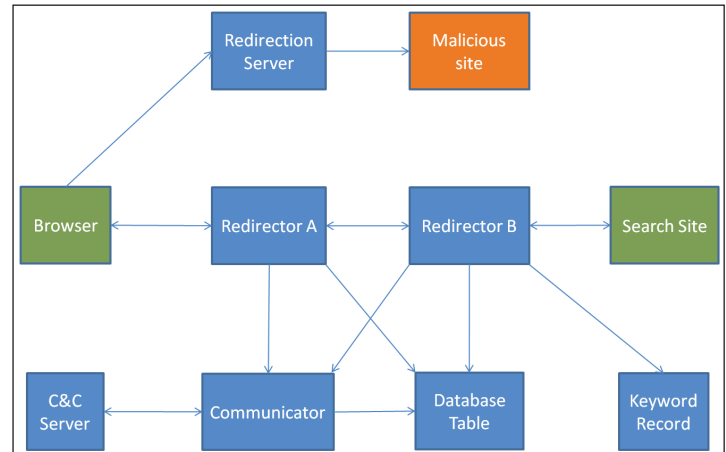 Redirection
Server
Malicious
site
Browser
Redirector A
Redirector B
Search Site
C&C
Server
Communicator
Database
Table
Keyword
Record